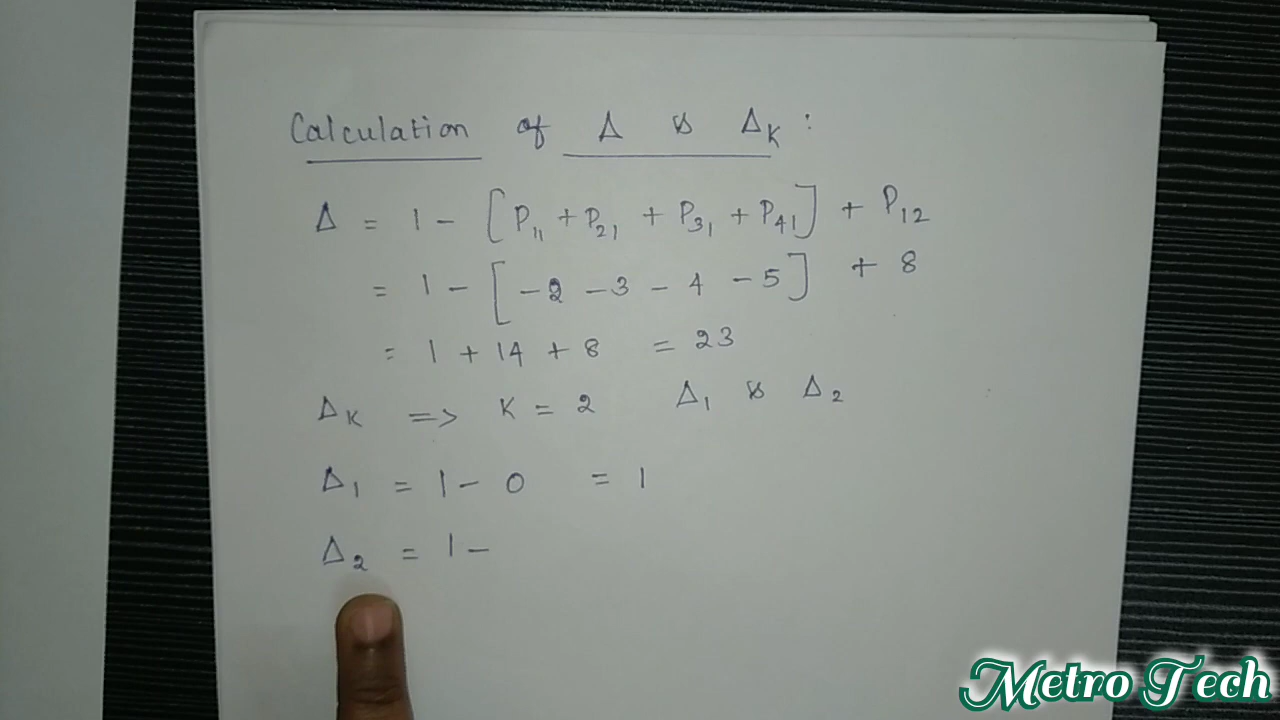 Calculation of Δ & ΔK :
Δ = 1 - [P11 + P21 + P31 + P41] + P12
= 1 - [-2 -3 - 4 -5] + 8
= 1 + 14 + 8 = 23
ΔK => K = 2 Δ1 & Δ2
Δ1 = 1 - 0 = 1
Δ2 = 1 -
Metro Tech